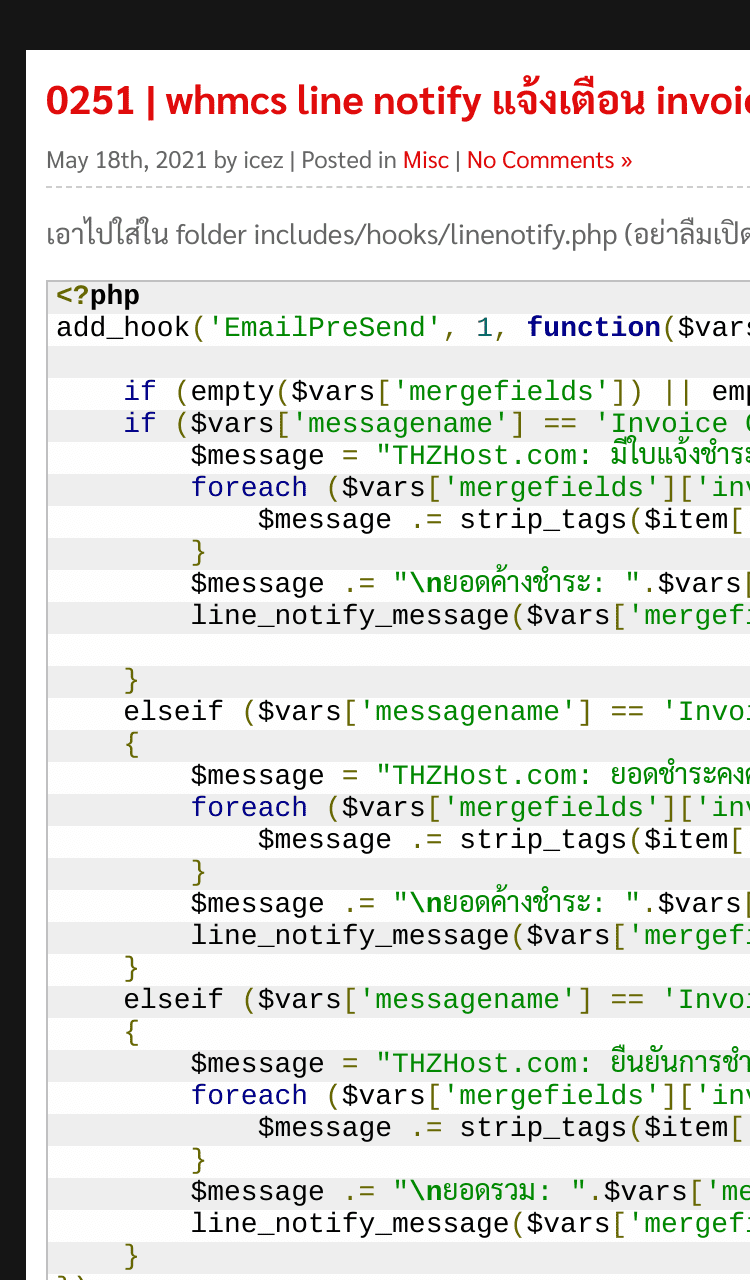 0251 | whmcs line notify แจ้งเตือน
May 18th, 2021 by icez | Posted in Misc | No Comments »
เอาไปใส่ใน folder includes/hooks/linenotify.php (อย่าลืมเปิด
<?php
add_hook('EmailPreSend', 1, function($vars
if (empty($vars['mergefields']) ||
if ($vars['messagename'] == 'Invoice
$message = "THZHost.com: มีใบแจ้งชำระ
foreach ($vars['mergefields']['inv
$message .= strip_tags($item[
}
$message .= "\nยอดค้างชำระ: ".$vars[
line_notify_message($vars['mergefi
}
elseif ($vars['messagename'] == 'Invoi
{
$message = "THZHost.com: ยอดชำระคง
foreach ($vars['mergefields']['inv
$message .= strip_tags($item[
}
$message .= "\nยอดค้างชำระ: ".$vars[
line_notify_message($vars['mergefi
}
elseif ($vars['messagename'] == 'Invoi
{
$message = "THZHost.com: ยืนยันการชำ
foreach ($vars['mergefields']['inv
$message .= strip_tags($item[
}
$message .= "\nยอดรวม: ".$vars['me
line_notify_message($vars['mergefi
}